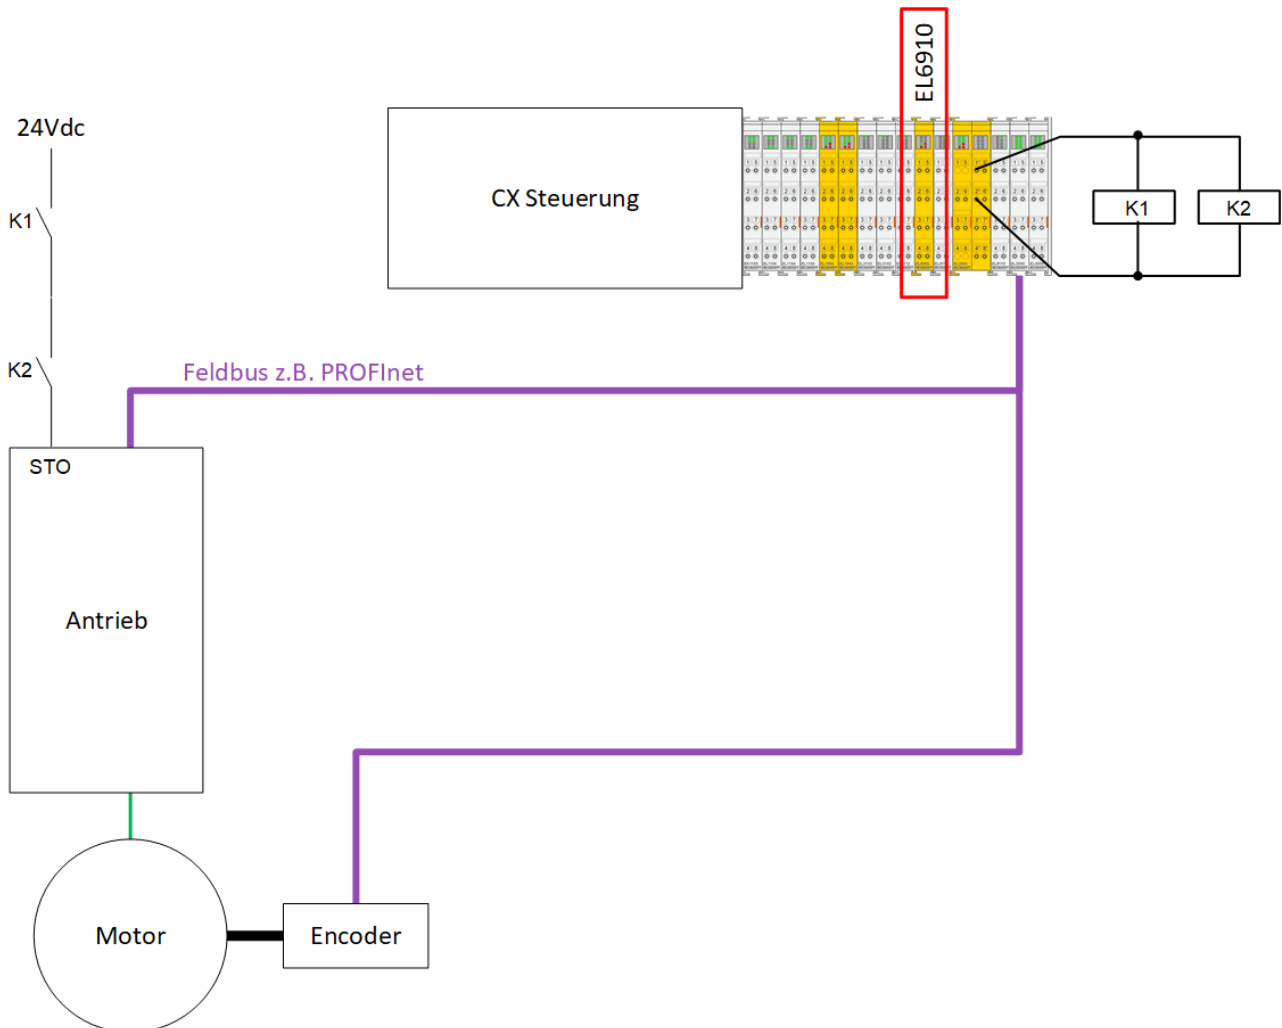 EL6910
24Vdc
CX Steuerung
K1
K1
K2
K2
Feldbus z.B. PROFInet
STO
Antrieb
Motor
Encoder